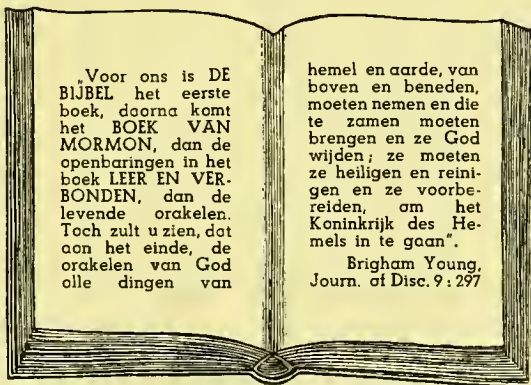 „Voor ons is DE
BIJBEL het eerste
boek, daarna komt
het BOEK VAN
MORMON, dan de
openbaringen in het
boek LEER EN VER-
BONDEN, dan de
levende orakelen.
Toch zult u zien, dat
aan het einde, de
orakelen van God
alle dingen van
hemel en aarde, van
boven en beneden,
moeten nemen en die
te zamen moeten
brengen en ze God
wijden; ze moeten
ze heiligen en reini-
gen en ze voorbe-
reiden, om het
Koninkrijk des He-
mels in te gaan".
Brigham Young,
Journ. of Disc. 9 : 297